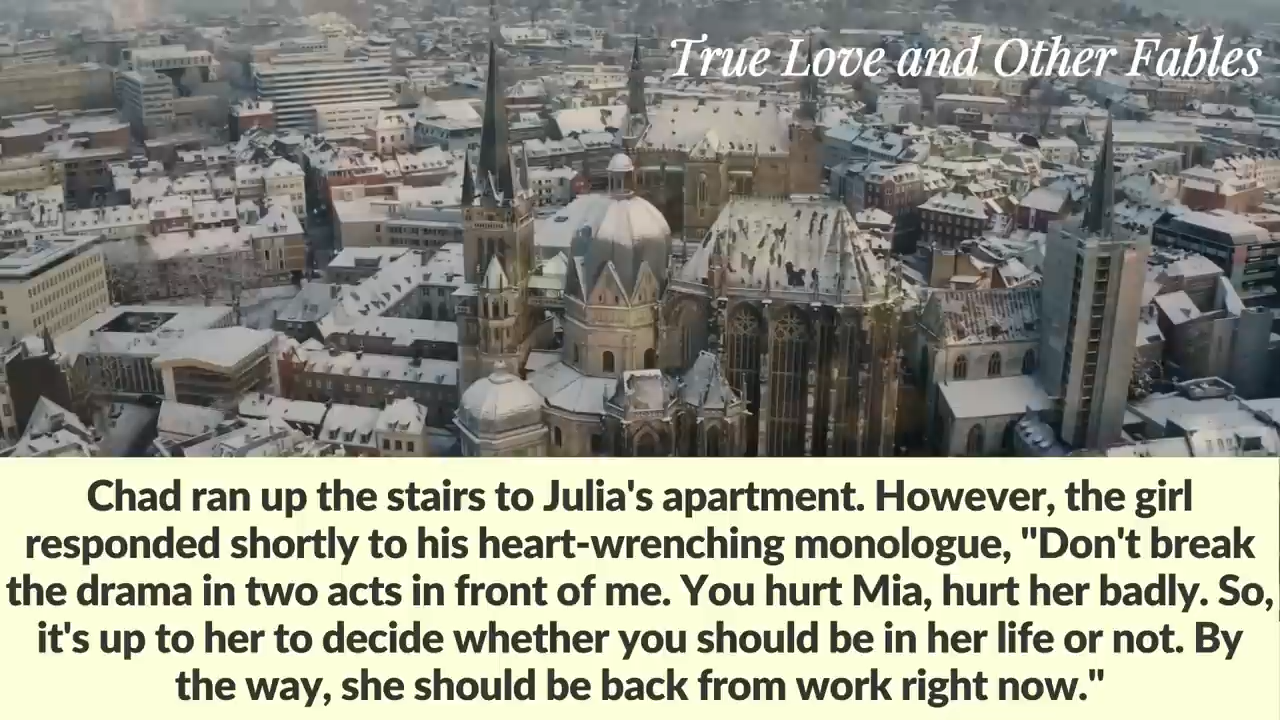 True Love and Other Fables
Chad ran up the stairs to Julia's apartment. However, the girl
responded shortly to his heart-wrenching monologue, "Don't break
the drama in two acts in front of me. You hurt Mia, hurt her badly. So,
it's up to her to decide whether you should be in her life or not. By
the way, she should be back from work right now."